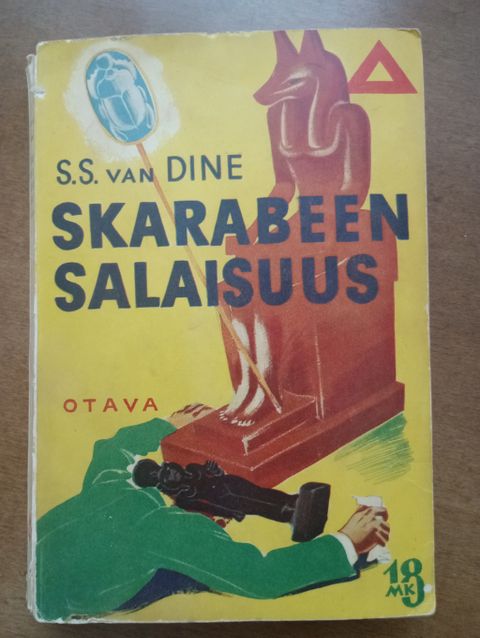 S.S. VAN DINE
SKARABEEN
SALAISUUS
OTAVA
18
MK